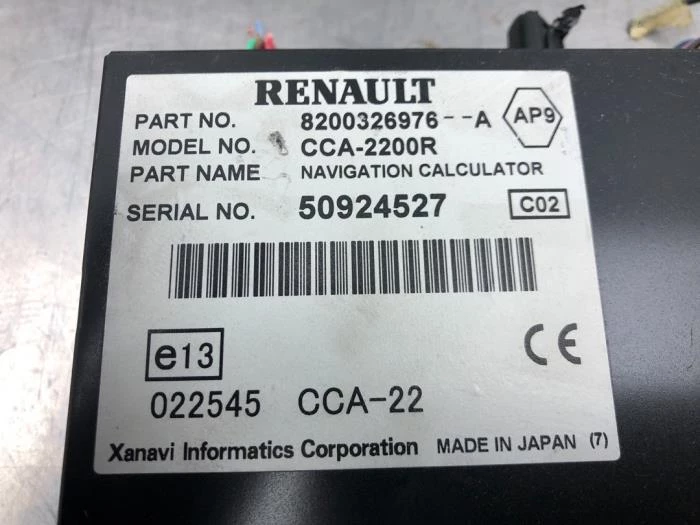 RENAULT
PART NO. 8200326976--A AP9
MODEL NO. CCA-2200R
PART NAME NAVIGATION CALCULATOR
SERIAL NO. 50924527 C02
e13
CE
022545 CCA-22
Xanavi Informatics Corporation MADE IN JAPAN (7)